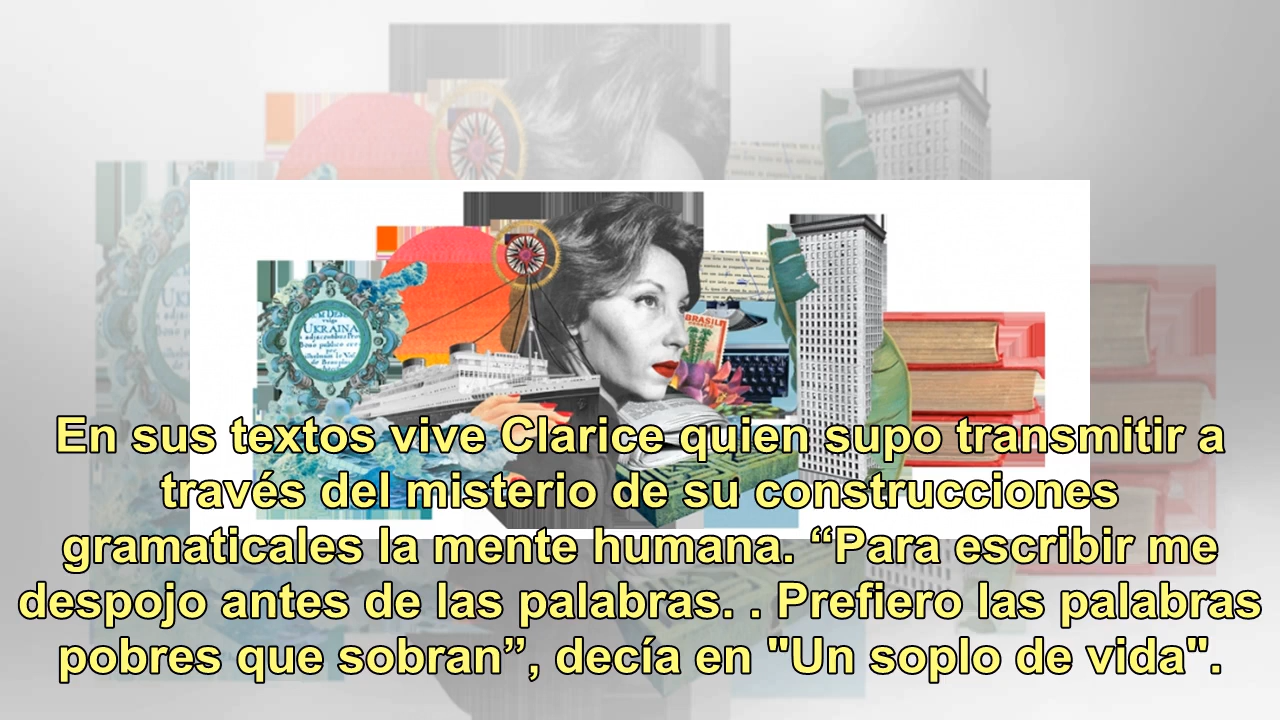 UKRAINA
BRASIL
En sus textos vive Clarice quien supo transmitir a
través del misterio de su construcciones
gramaticales la mente humana. “Para escribir me
despojo antes de las palabras. . Prefiero las palabras
pobres que sobran”, decía en "Un soplo de vida".